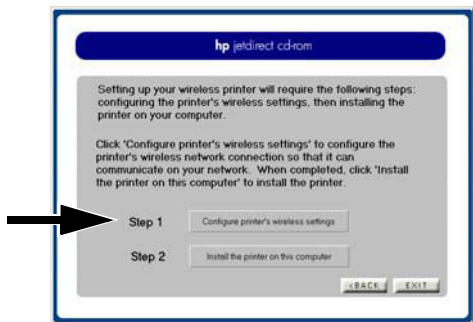 hp jetdirect cd-rom
Setting up your wireless printer will require the following steps:
configuring the printer's wireless settings, then installing the
printer on your computer.
Click 'Configure printer's wireless settings' to configure the
printer's wireless network connection so that it can
communicate on your network. When completed, click 'Install
the printer on this computer' to install the printer.
Step 1 Configure printer's wireless settings
Step 2 Install the printer on this computer
<BACK EXIT